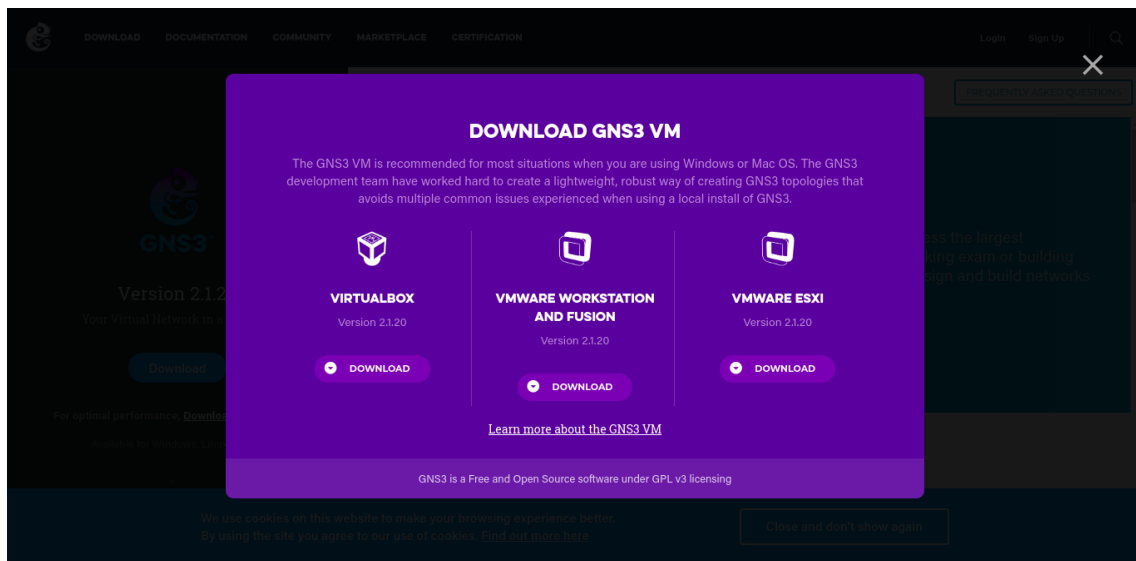 DOWNLOAD DOCUMENTATION COMMUNITY MARKETPLACE CERTIFICATION Login Sign Up
FREQUENTLY ASKED QUESTIONS
DOWNLOAD GNS3 VM
The GNS3 VM is recommended for most situations when you are using Windows or Mac OS. The GNS3
development team have worked hard to create a lightweight, robust way of creating GNS3 topologies that
avoids multiple common issues experienced when using a local install of GNS3.
VIRTUALBOX
Version 2.1.20
DOWNLOAD
VMWARE WORKSTATION
AND FUSION
Version 2.1.20
DOWNLOAD
VMWARE ESXI
Version 2.1.20
DOWNLOAD
Learn more about the GNS3 VM
GNS3 is a Free and Open Source software under GPL v3 licensing
GNS3
Version 2.1.2
Your Virtual Network in a
Download
For optimal performance,
the largest
exam or building
and build networks
We use cookies on this website to make your browsing experience better.
By using the site you agree to our use of cookies. Find out more here
Close and don't show again